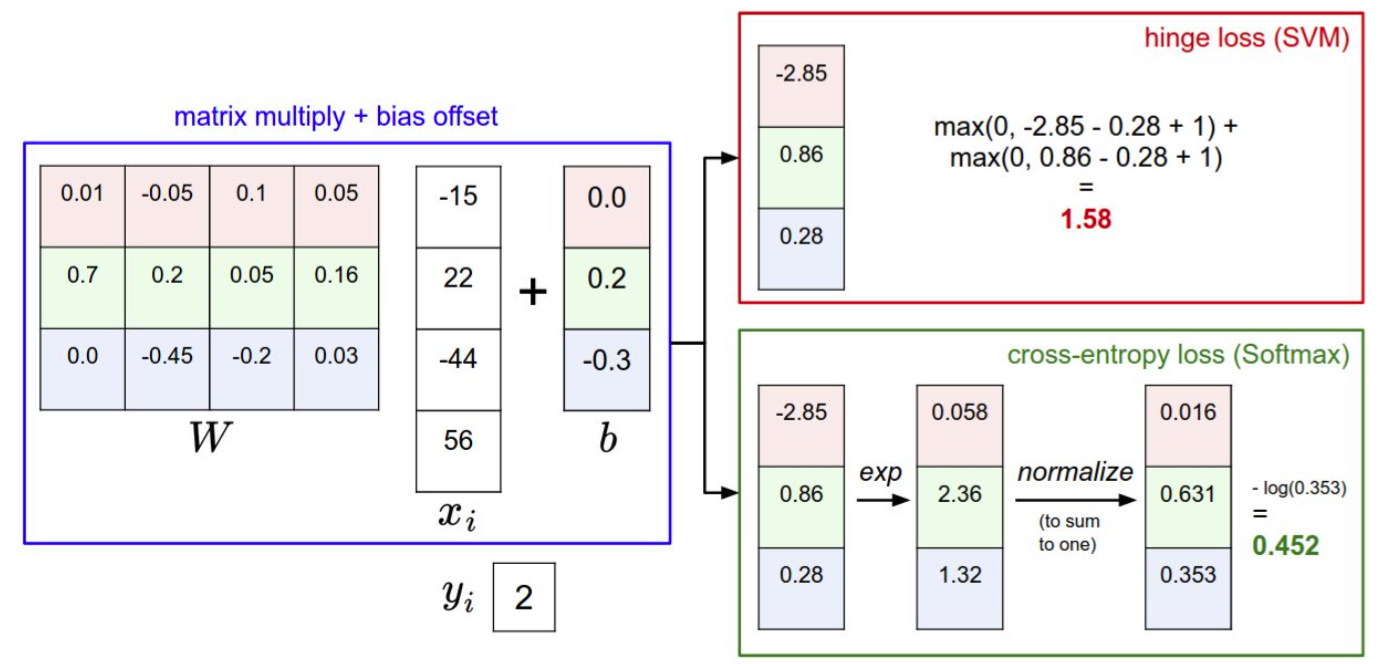 matrix multiply + bias offset
0.01 -0.05 0.1 0.05
0.7 0.2 0.05 0.16
0.0 -0.45 -0.2 0.03
W
-15
22
-44
56
x_i
+
0.0
0.2
-0.3
b
y_i 2
hinge loss (SVM)
-2.85
0.86
0.28
max(0, -2.85 - 0.28 + 1) +
max(0, 0.86 - 0.28 + 1)
=
1.58
cross-entropy loss (Softmax)
-2.85
0.86
0.28
exp
0.058
2.36
1.32
normalize
(to sum
to one)
0.016
0.631
0.353
- log(0.353)
=
0.452